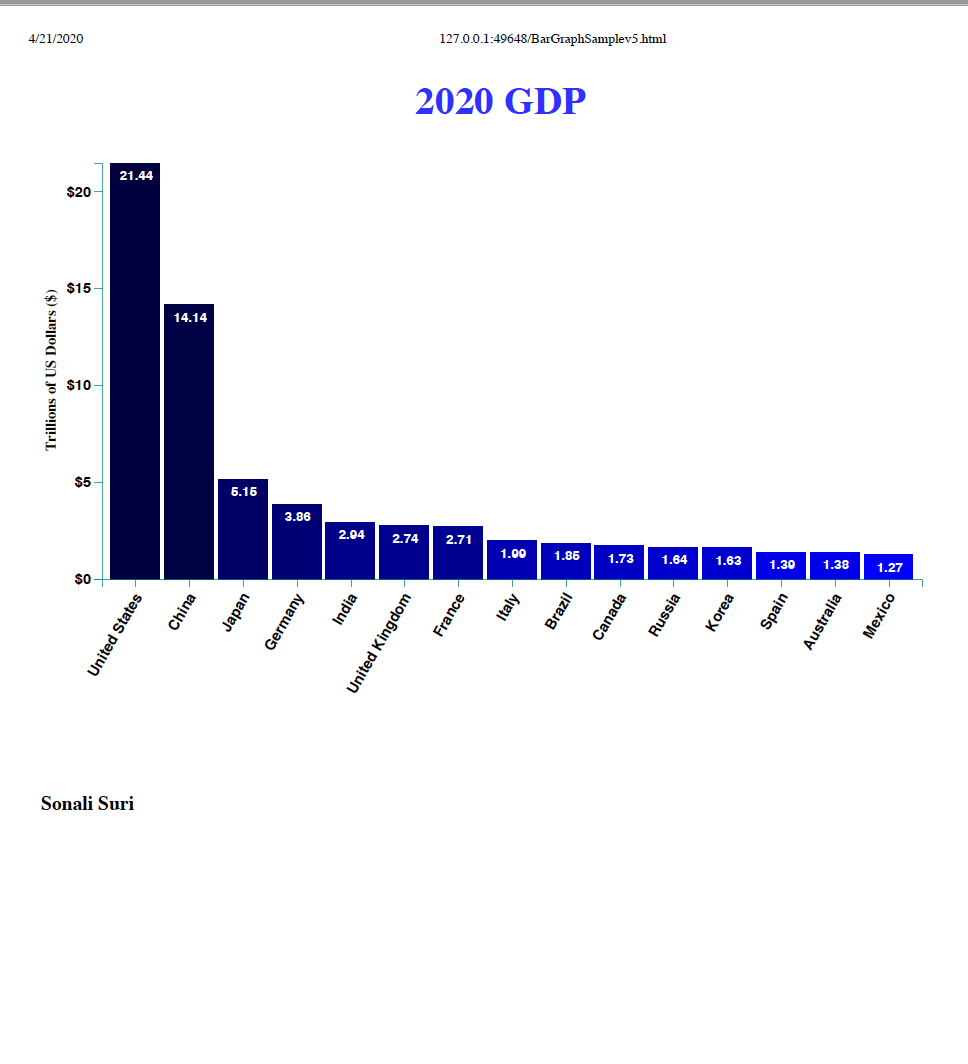 4/21/2020 127.0.0.1:49648/BarGraphSamplev5.html
2020 GDP
Trillions of US Dollars ($)
$20
$15
$10
$5
$0
21.44
14.14
5.15
3.86
2.94
2.74
2.71
1.99
1.85
1.73
1.64
1.63
1.39
1.38
1.27
United States
China
Japan
Germany
India
United Kingdom
France
Italy
Brazil
Canada
Russia
Korea
Spain
Australia
Mexico
Sonali Suri